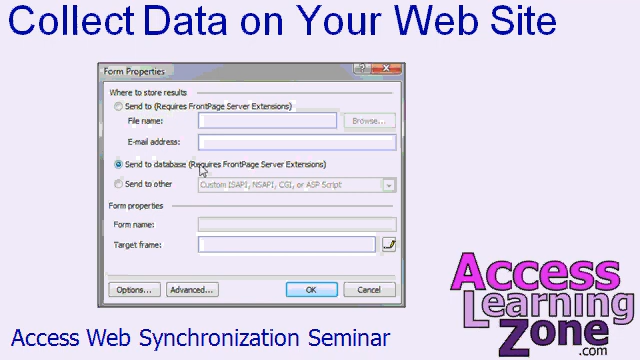 Collect Data on Your Web Site
Form Properties
Where to store results
Send to (Requires FrontPage Server Extensions)
File name:
Browse...
E-mail address:
Send to database (Requires FrontPage Server Extensions)
Send to other
Custom ISAPI, NSAPI, CGI, or ASP Script
Form properties
Form name:
Target frame:
Options...
Advanced...
OK
Cancel
Access
Learning
Zone.com
Access Web Synchronization Seminar